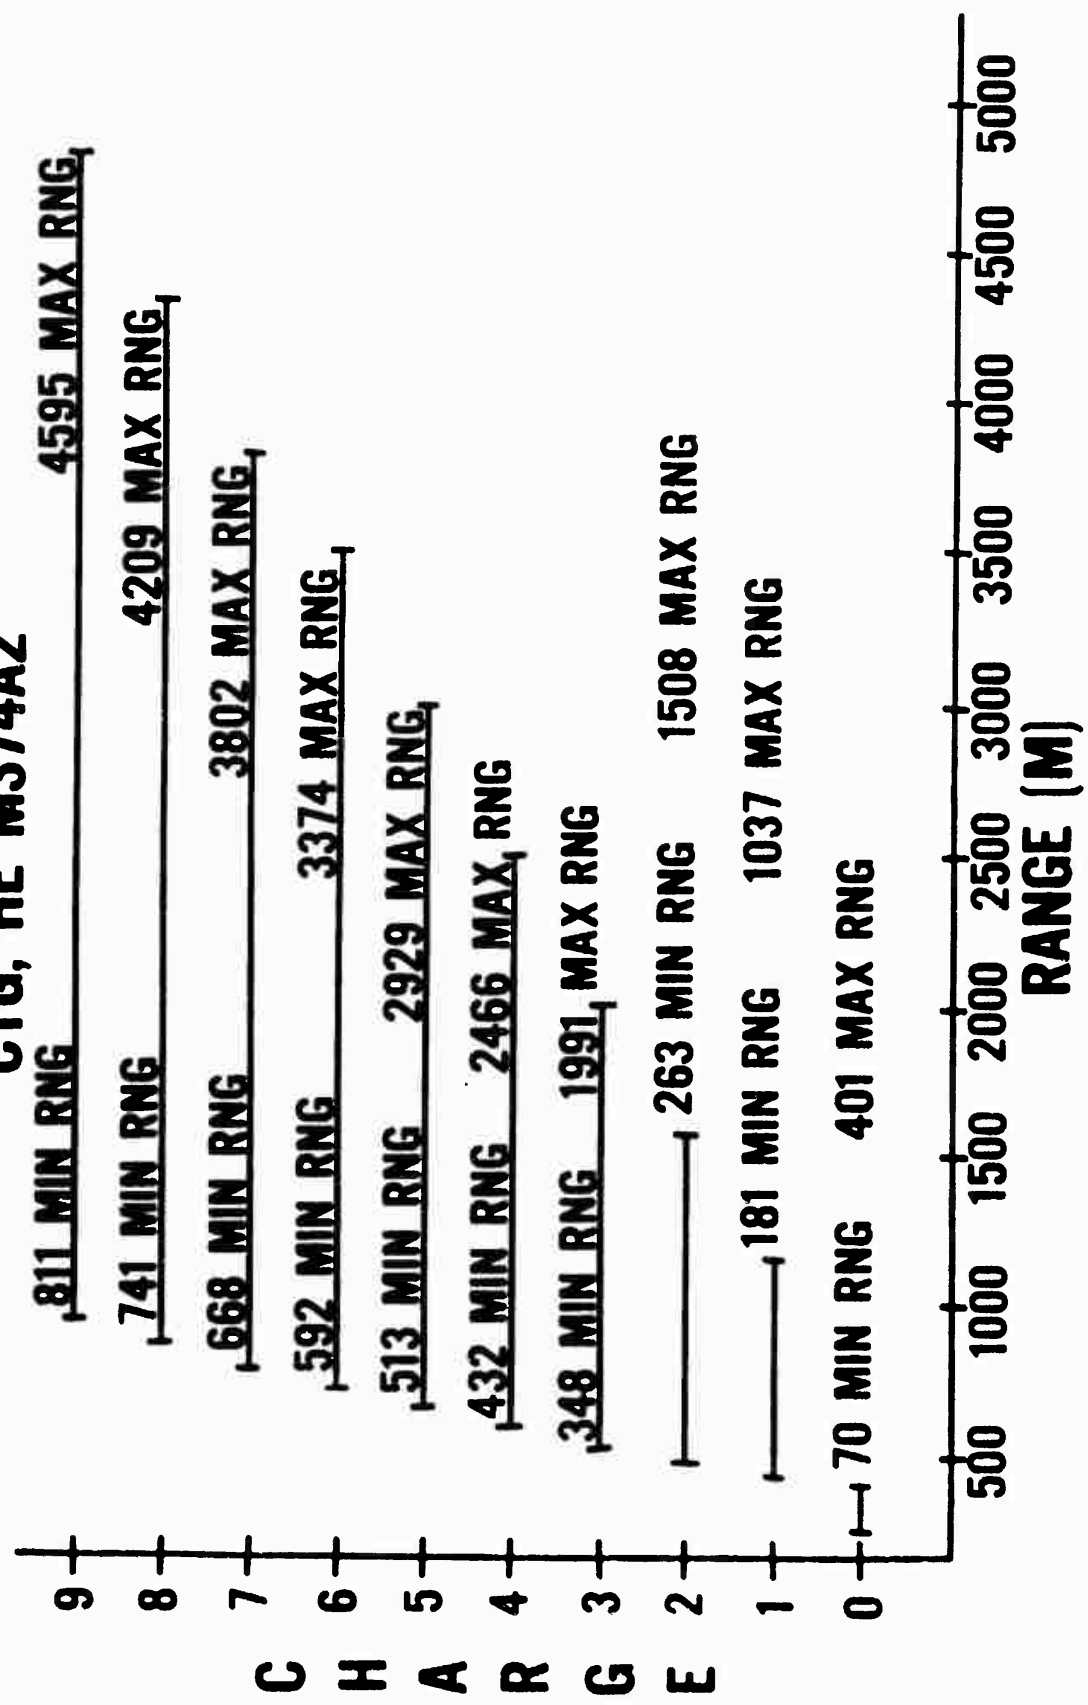 CTG, HE M374A2
CHARGE
9 811 MIN RNG 4595 MAX RNG
8 741 MIN RNG 4209 MAX RNG
7 668 MIN RNG 3802 MAX RNG
6 592 MIN RNG 3374 MAX RNG
5 513 MIN RNG 2929 MAX RNG
4 432 MIN RNG 2466 MAX RNG
3 348 MIN RNG 1991 MAX RNG
2 263 MIN RNG 1508 MAX RNG
1 181 MIN RNG 1037 MAX RNG
0 70 MIN RNG 401 MAX RNG
500 1000 1500 2000 2500 3000 3500 4000 4500 5000
RANGE (M)